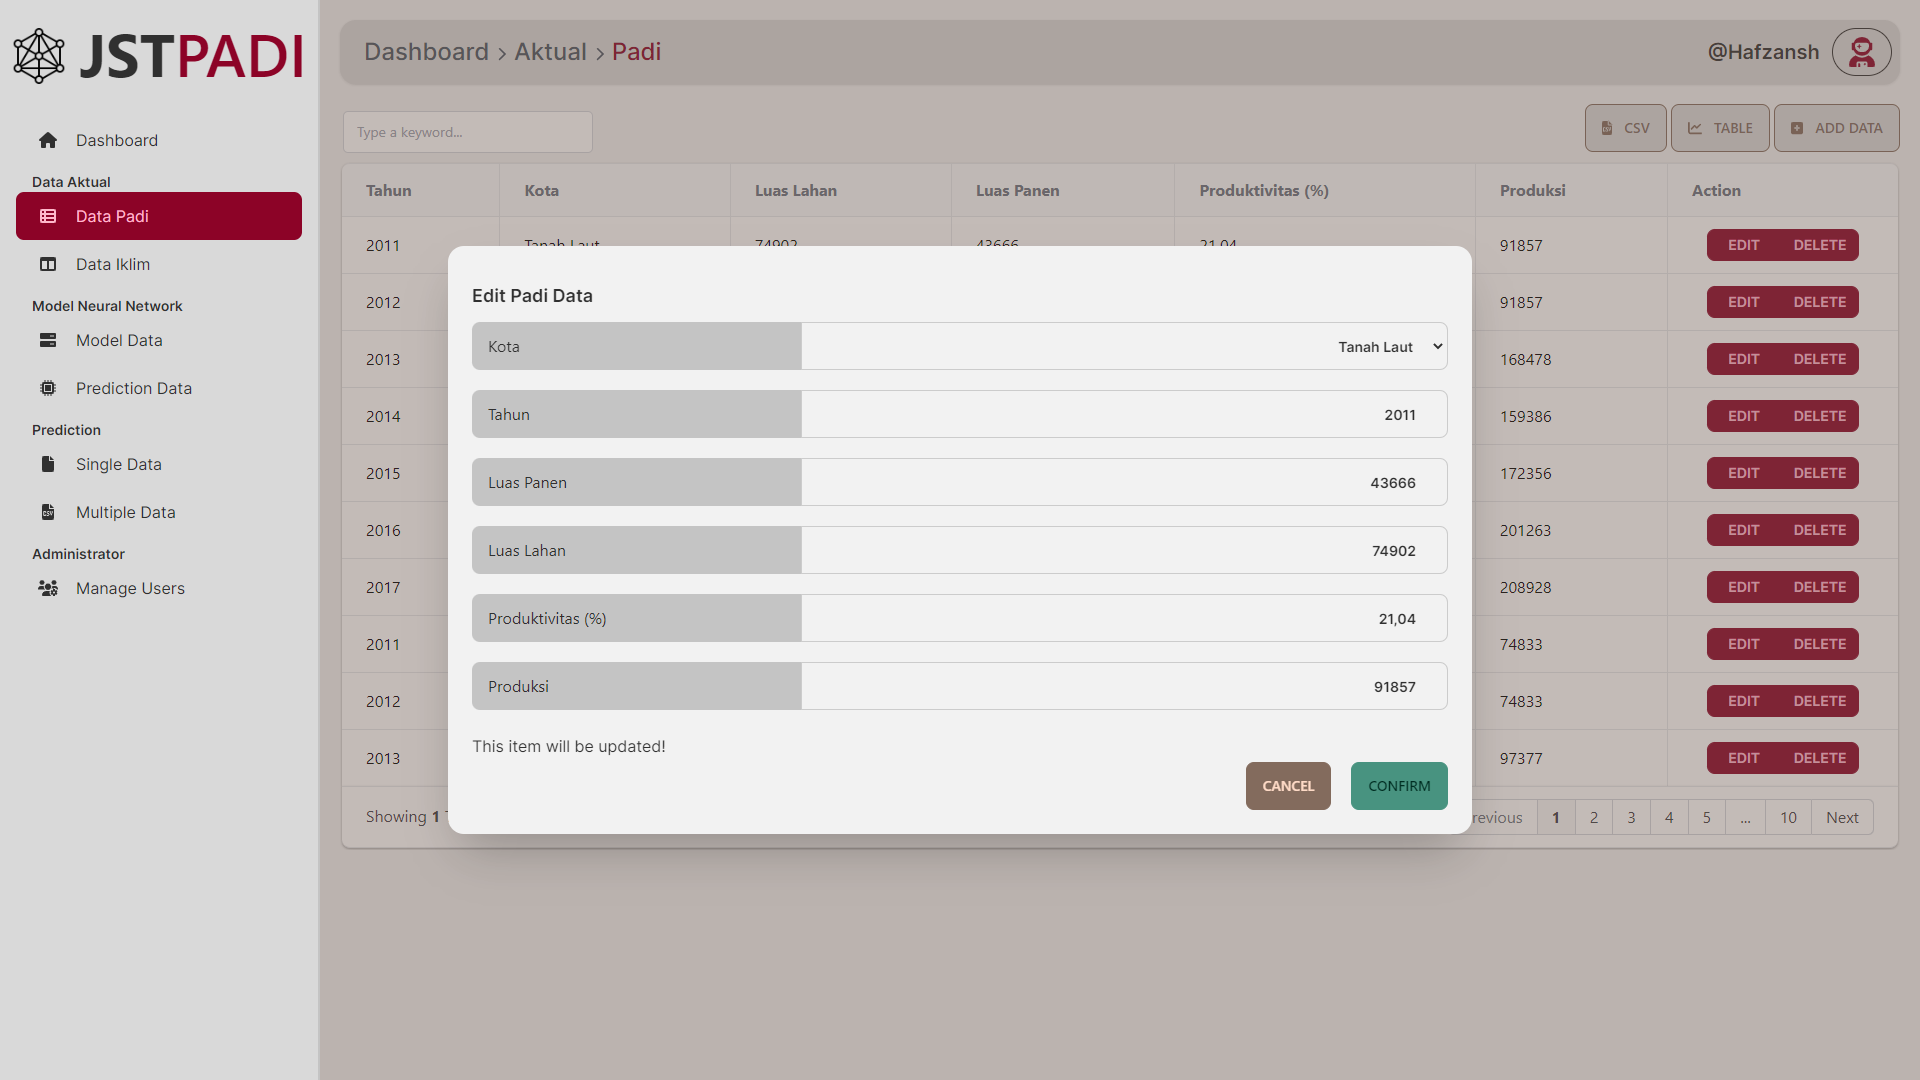 JSTPADI
Dashboard
Data Aktual
Data Padi
Data Iklim
Model Neural Network
Model Data
Prediction Data
Prediction
Single Data
Multiple Data
Administrator
Manage Users
Dashboard > Aktual > Padi
@Hafzansh
Type a keyword...
CSV
TABLE
ADD DATA
Tahun Kota Luas Lahan Luas Panen Produktivitas (%) Produksi Action
2011 Tanah Laut 74902 43666 21,04 91857 EDIT DELETE
2012 91857 EDIT DELETE
2013 168478 EDIT DELETE
2014 159386 EDIT DELETE
2015 172356 EDIT DELETE
2016 201263 EDIT DELETE
2017 208928 EDIT DELETE
2011 74833 EDIT DELETE
2012 74833 EDIT DELETE
2013 97377 EDIT DELETE
Showing 1
revious 1 2 3 4 5 ... 10 Next
Edit Padi Data
Kota Tanah Laut
Tahun 2011
Luas Panen 43666
Luas Lahan 74902
Produktivitas (%) 21,04
Produksi 91857
This item will be updated!
CANCEL CONFIRM